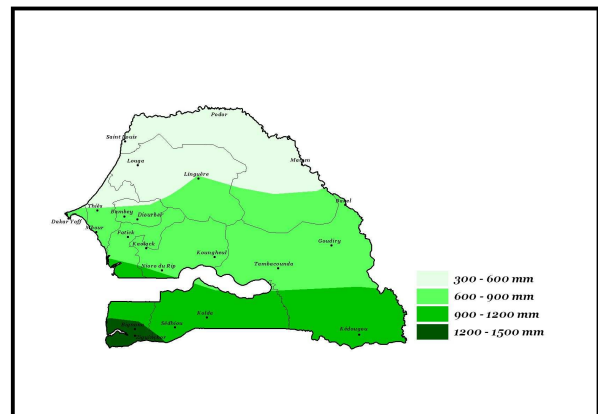 Podor
Saint Louis
Louga
Matam
Linguère
Bakel
Thiès
Dakar Yoff
Bambey
Diourbel
Mbour
Fatick
Kaolack
Goudiry
Koungheul
Nioro du Rip
Tambacounda
300 - 600 mm
600 - 900 mm
900 - 1200 mm
1200 - 1500 mm
Kolda
Sédhiou
Kédougou